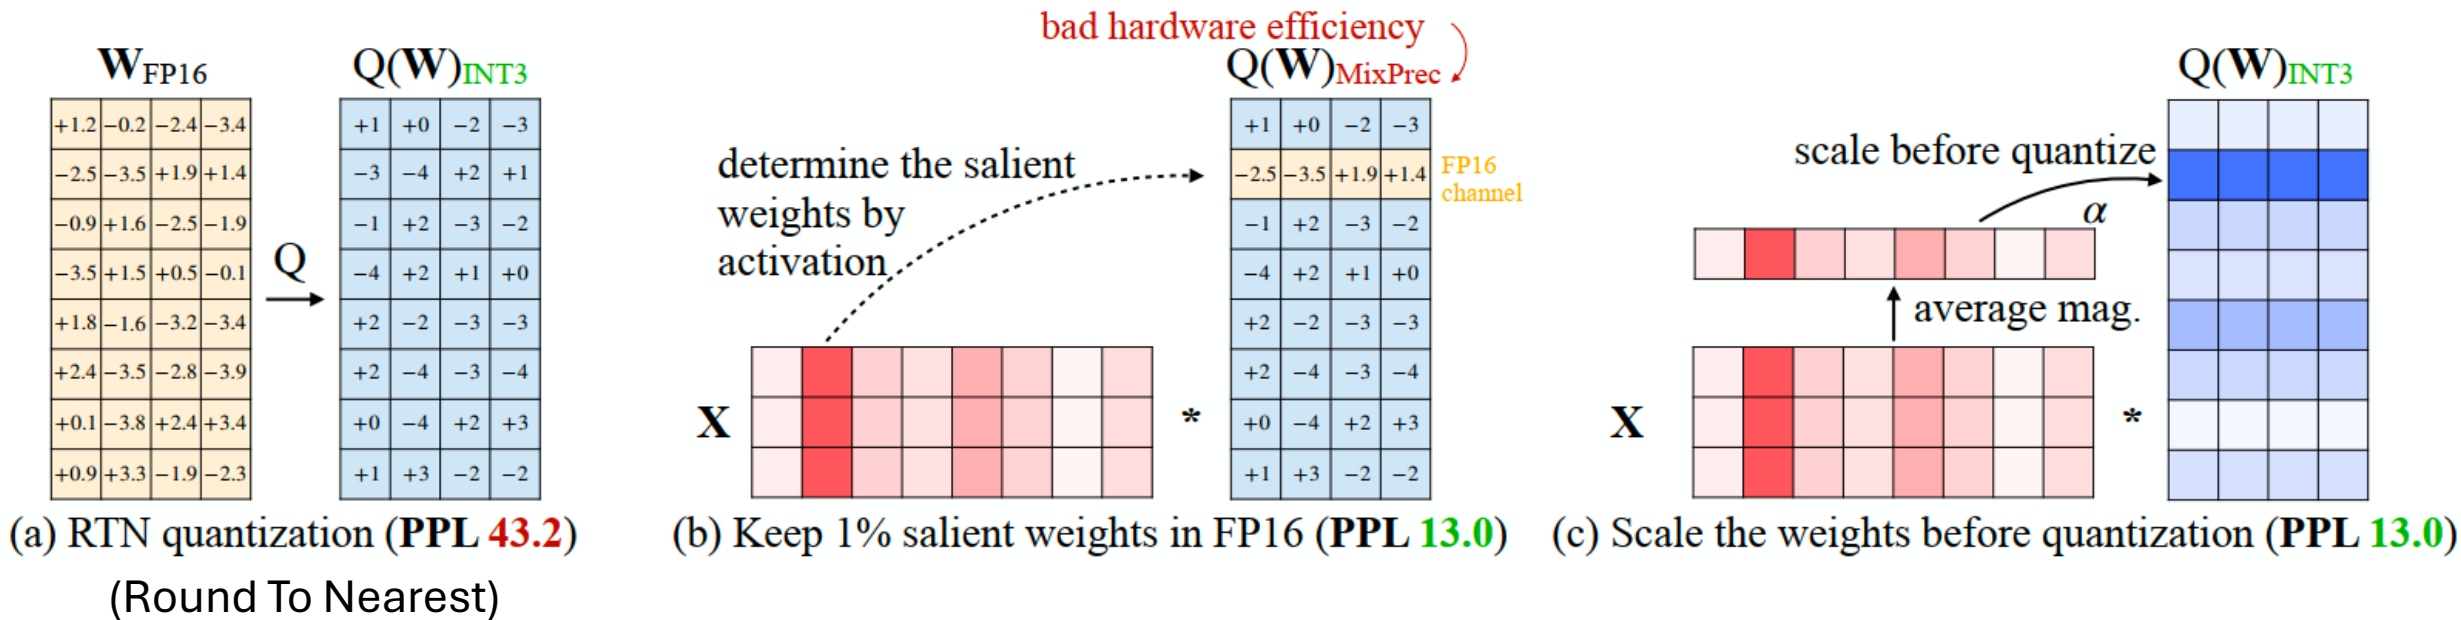 bad hardware efficiency
W_FP16
Q(W)_INT3
Q(W)_MixPrec
Q(W)_INT3
+1.2 −0.2 −2.4 −3.4
−2.5 −3.5 +1.9 +1.4
−0.9 +1.6 −2.5 −1.9
−3.5 +1.5 +0.5 −0.1
+1.8 −1.6 −3.2 −3.4
+2.4 −3.5 −2.8 −3.9
+0.1 −3.8 +2.4 +3.4
+0.9 +3.3 −1.9 −2.3
Q
+1 +0 −2 −3
−3 −4 +2 +1
−1 +2 −3 −2
−4 +2 +1 +0
+2 −2 −3 −3
+2 −4 −3 −4
+0 −4 +2 +3
+1 +3 −2 −2
determine the salient
weights by
activation
X
*
+1 +0 −2 −3
−2.5 −3.5 +1.9 +1.4
−1 +2 −3 −2
−4 +2 +1 +0
+2 −2 −3 −3
+2 −4 −3 −4
+0 −4 +2 +3
+1 +3 −2 −2
FP16
channel
scale before quantize
α
average mag.
X
*
(a) RTN quantization (PPL 43.2)
(b) Keep 1% salient weights in FP16 (PPL 13.0)
(c) Scale the weights before quantization (PPL 13.0)
(Round To Nearest)